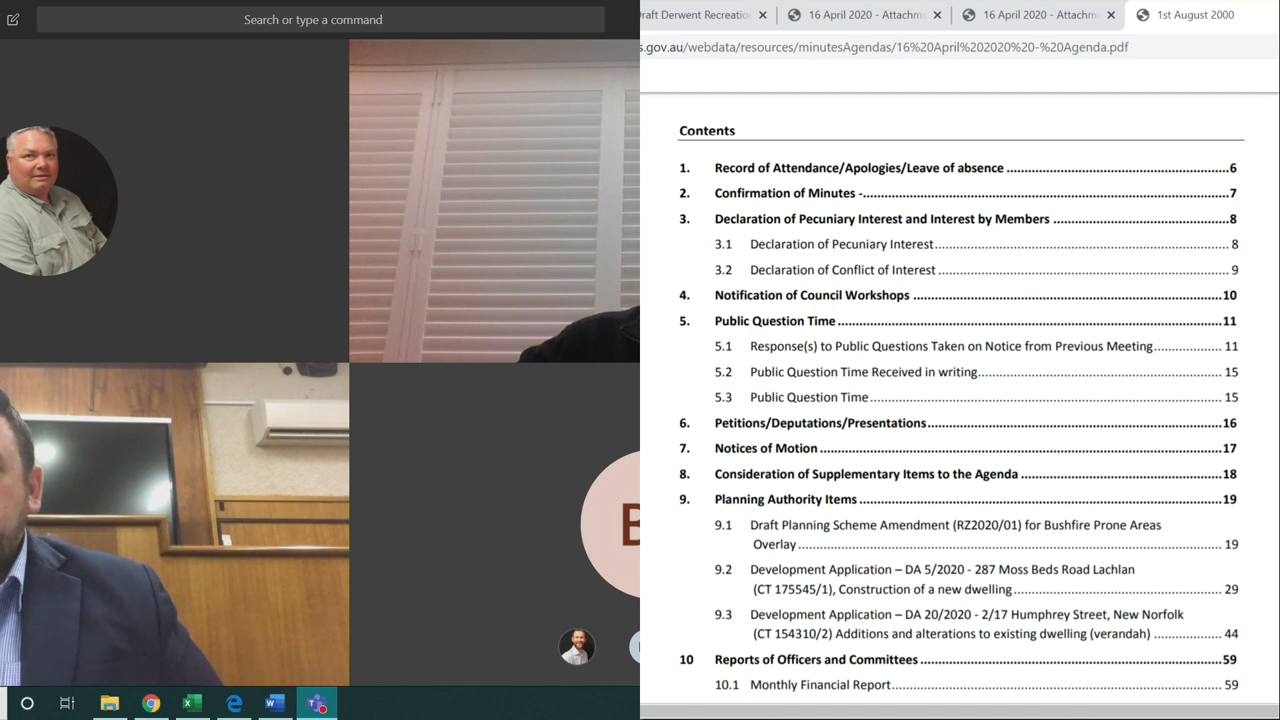 Search or type a command
raft Derwent Recreatio
16 April 2020 - Attachm
16 April 2020 - Attachm
1st August 2000
s.gov.au/webdata/resources/minutesAgendas/16%20April%202020%20-%20Agenda.pdf
Contents
1. Record of Attendance/Apologies/Leave of absence 6
2. Confirmation of Minutes - 7
3. Declaration of Pecuniary Interest and Interest by Members 8
3.1 Declaration of Pecuniary Interest 8
3.2 Declaration of Conflict of Interest 9
4. Notification of Council Workshops 10
5. Public Question Time 11
5.1 Response(s) to Public Questions Taken on Notice from Previous Meeting 11
5.2 Public Question Time Received in writing 15
5.3 Public Question Time 15
6. Petitions/Deputations/Presentations 16
7. Notices of Motion 17
8. Consideration of Supplementary Items to the Agenda 18
9. Planning Authority Items 19
9.1 Draft Planning Scheme Amendment (RZ2020/01) for Bushfire Prone Areas
Overlay 19
9.2 Development Application – DA 5/2020 - 287 Moss Beds Road Lachlan
(CT 175545/1), Construction of a new dwelling 29
9.3 Development Application – DA 20/2020 - 2/17 Humphrey Street, New Norfolk
(CT 154310/2) Additions and alterations to existing dwelling (verandah) 44
10 Reports of Officers and Committees 59
10.1 Monthly Financial Report 59